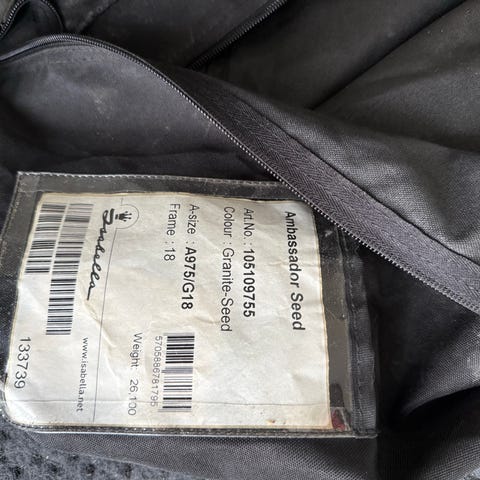 Ambassador Seed
Art.No. : 105109755
Colour : Granite-Seed
A-size : A975/G18
Frame : 18
5705886781795
Weight: 26,100
Isabella
www.isabella.net
133739